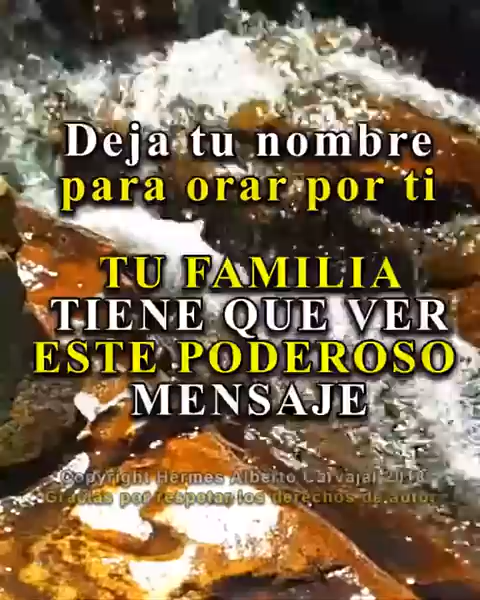 Deja tu nombre
para orar por ti
TU FAMILIA
TIENE QUE VER
ESTE PODEROSO
MENSAJE
Copyright Hermes Alberto Carvajal
Gracias por respetar los derechos de autor